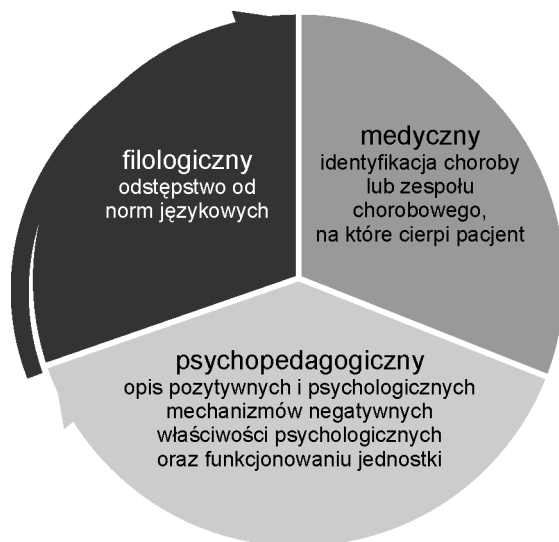 filologiczny
odstępstwo od
norm językowych
medyczny
identyfikacja choroby
lub zespołu
chorobowego,
na które cierpi pacjent
psychopedagogiczny
opis pozytywnych i psychologicznych
mechanizmów negatywnych
właściwości psychologicznych
oraz funkcjonowaniu jednostki